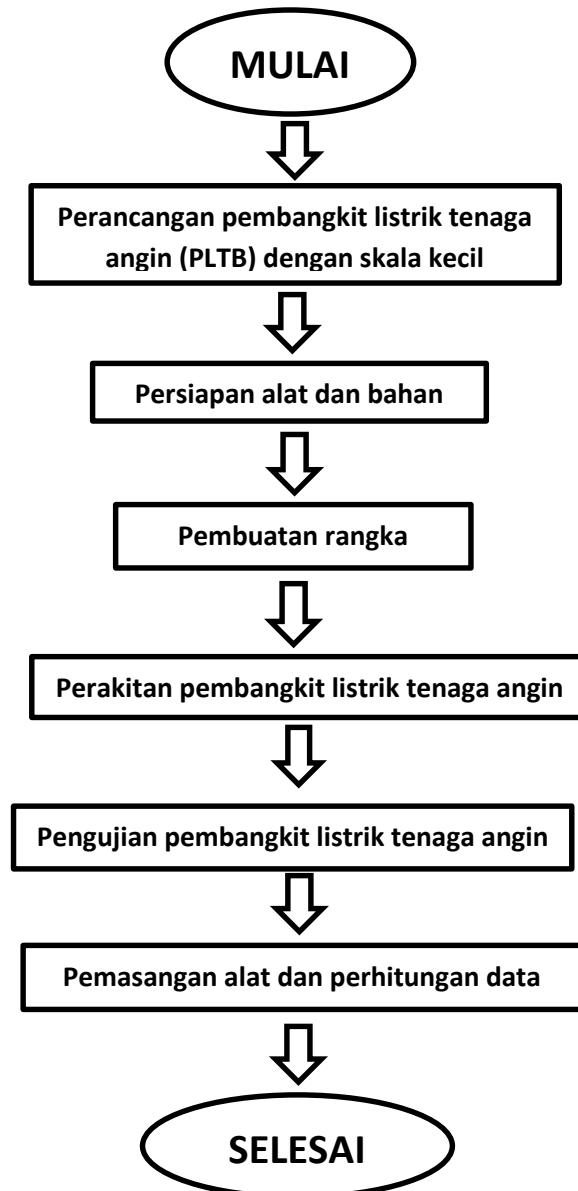 MULAI
Perancangan pembangkit listrik tenaga
angin (PLTB) dengan skala kecil
Persiapan alat dan bahan
Pembuatan rangka
Perakitan pembangkit listrik tenaga angin
Pengujian pembangkit listrik tenaga angin
Pemasangan alat dan perhitungan data
SELESAI